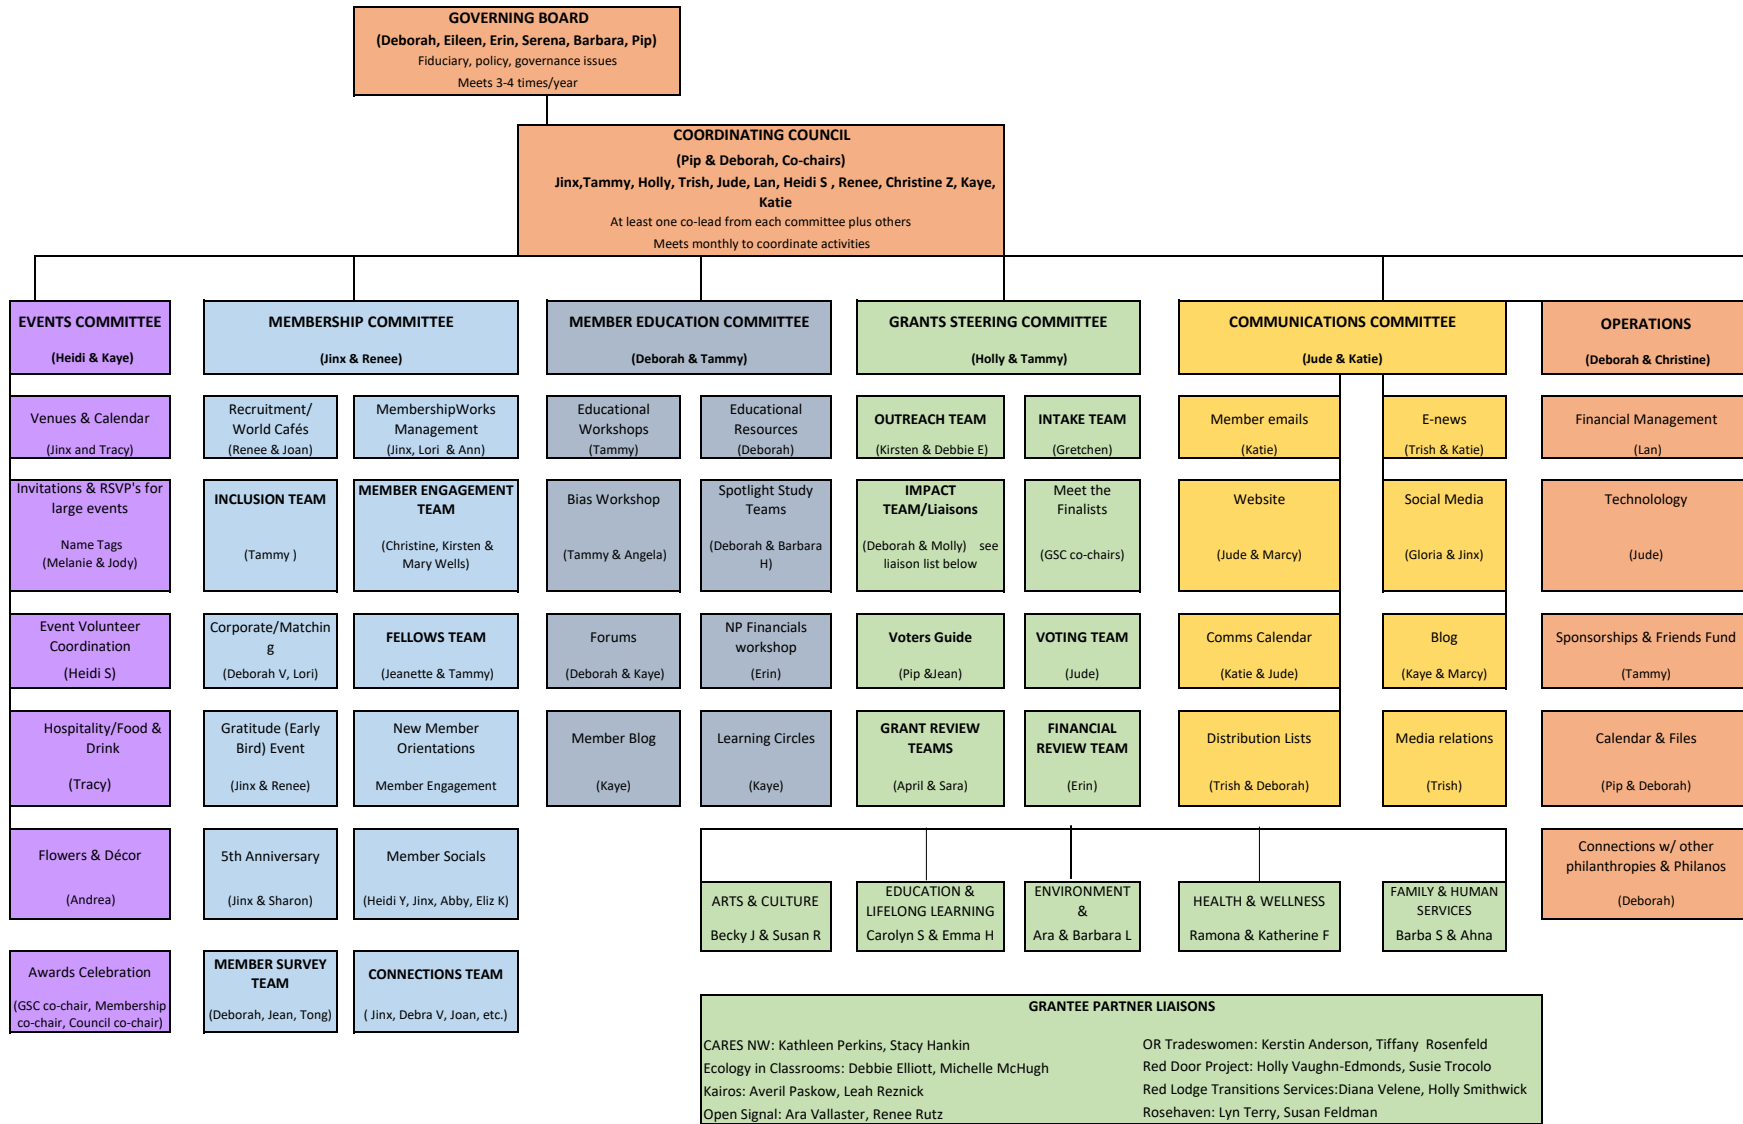 GOVERNING BOARD
(Deborah, Eileen, Erin, Serena, Barbara, Pip)
Fiduciary, policy, governance issues
Meets 3-4 times/year
COORDINATING COUNCIL
(Pip & Deborah, Co-chairs)
Jinx,Tammy, Holly, Trish, Jude, Lan, Heidi S , Renee, Christine Z, Kaye,
Katie
At least one co-lead from each committee plus others
Meets monthly to coordinate activities
EVENTS COMMITTEE
(Heidi & Kaye)
Venues & Calendar
(Jinx and Tracy)
Invitations & RSVP's for
large events
Name Tags
(Melanie & Jody)
Event Volunteer
Coordination
(Heidi S)
Hospitality/Food &
Drink
(Tracy)
Flowers & Décor
(Andrea)
Awards Celebration
(GSC co-chair, Membership
co-chair, Council co-chair)
MEMBERSHIP COMMITTEE
(Jinx & Renee)
Recruitment/
World Cafés
(Renee & Joan)
MembershipWorks
Management
(Jinx, Lori & Ann)
INCLUSION TEAM
(Tammy )
MEMBER ENGAGEMENT
TEAM
(Christine, Kirsten &
Mary Wells)
Corporate/Matchin
g
(Deborah V, Lori)
FELLOWS TEAM
(Jeanette & Tammy)
Gratitude (Early
Bird) Event
(Jinx & Renee)
New Member
Orientations
Member Engagement
5th Anniversary
(Jinx & Sharon)
Member Socials
(Heidi Y, Jinx, Abby, Eliz K)
MEMBER SURVEY
TEAM
(Deborah, Jean, Tong)
CONNECTIONS TEAM
( Jinx, Debra V, Joan, etc.)
MEMBER EDUCATION COMMITTEE
(Deborah & Tammy)
Educational
Workshops
(Tammy)
Educational
Resources
(Deborah)
Bias Workshop
(Tammy & Angela)
Spotlight Study
Teams
(Deborah & Barbara
H)
Forums
(Deborah & Kaye)
NP Financials
workshop
(Erin)
Member Blog
(Kaye)
Learning Circles
(Kaye)
GRANTS STEERING COMMITTEE
(Holly & Tammy)
OUTREACH TEAM
(Kirsten & Debbie E)
INTAKE TEAM
(Gretchen)
IMPACT
TEAM/Liaisons
(Deborah & Molly) see
liaison list below
Meet the
Finalists
(GSC co-chairs)
Voters Guide
(Pip &Jean)
VOTING TEAM
(Jude)
GRANT REVIEW
TEAMS
(April & Sara)
FINANCIAL
REVIEW TEAM
(Erin)
COMMUNICATIONS COMMITTEE
(Jude & Katie)
Member emails
(Katie)
E-news
(Trish & Katie)
Website
(Jude & Marcy)
Social Media
(Gloria & Jinx)
Comms Calendar
(Katie & Jude)
Blog
(Kaye & Marcy)
Distribution Lists
(Trish & Deborah)
Media relations
(Trish)
OPERATIONS
(Deborah & Christine)
Financial Management
(Lan)
Technolology
(Jude)
Sponsorships & Friends Fund
(Tammy)
Calendar & Files
(Pip & Deborah)
Connections w/ other
philanthropies & Philanos
(Deborah)
ARTS & CULTURE
Becky J & Susan R
EDUCATION &
LIFELONG LEARNING
Carolyn S & Emma H
ENVIRONMENT
&
Ara & Barbara L
HEALTH & WELLNESS
Ramona & Katherine F
FAMILY & HUMAN
SERVICES
Barba S & Ahna
GRANTEE PARTNER LIAISONS
CARES NW: Kathleen Perkins, Stacy Hankin
Ecology in Classrooms: Debbie Elliott, Michelle McHugh
Kairos: Averil Paskow, Leah Reznick
Open Signal: Ara Vallaster, Renee Rutz
OR Tradeswomen: Kerstin Anderson, Tiffany Rosenfeld
Red Door Project: Holly Vaughn-Edmonds, Susie Trocolo
Red Lodge Transitions Services:Diana Velene, Holly Smithwick
Rosehaven: Lyn Terry, Susan Feldman